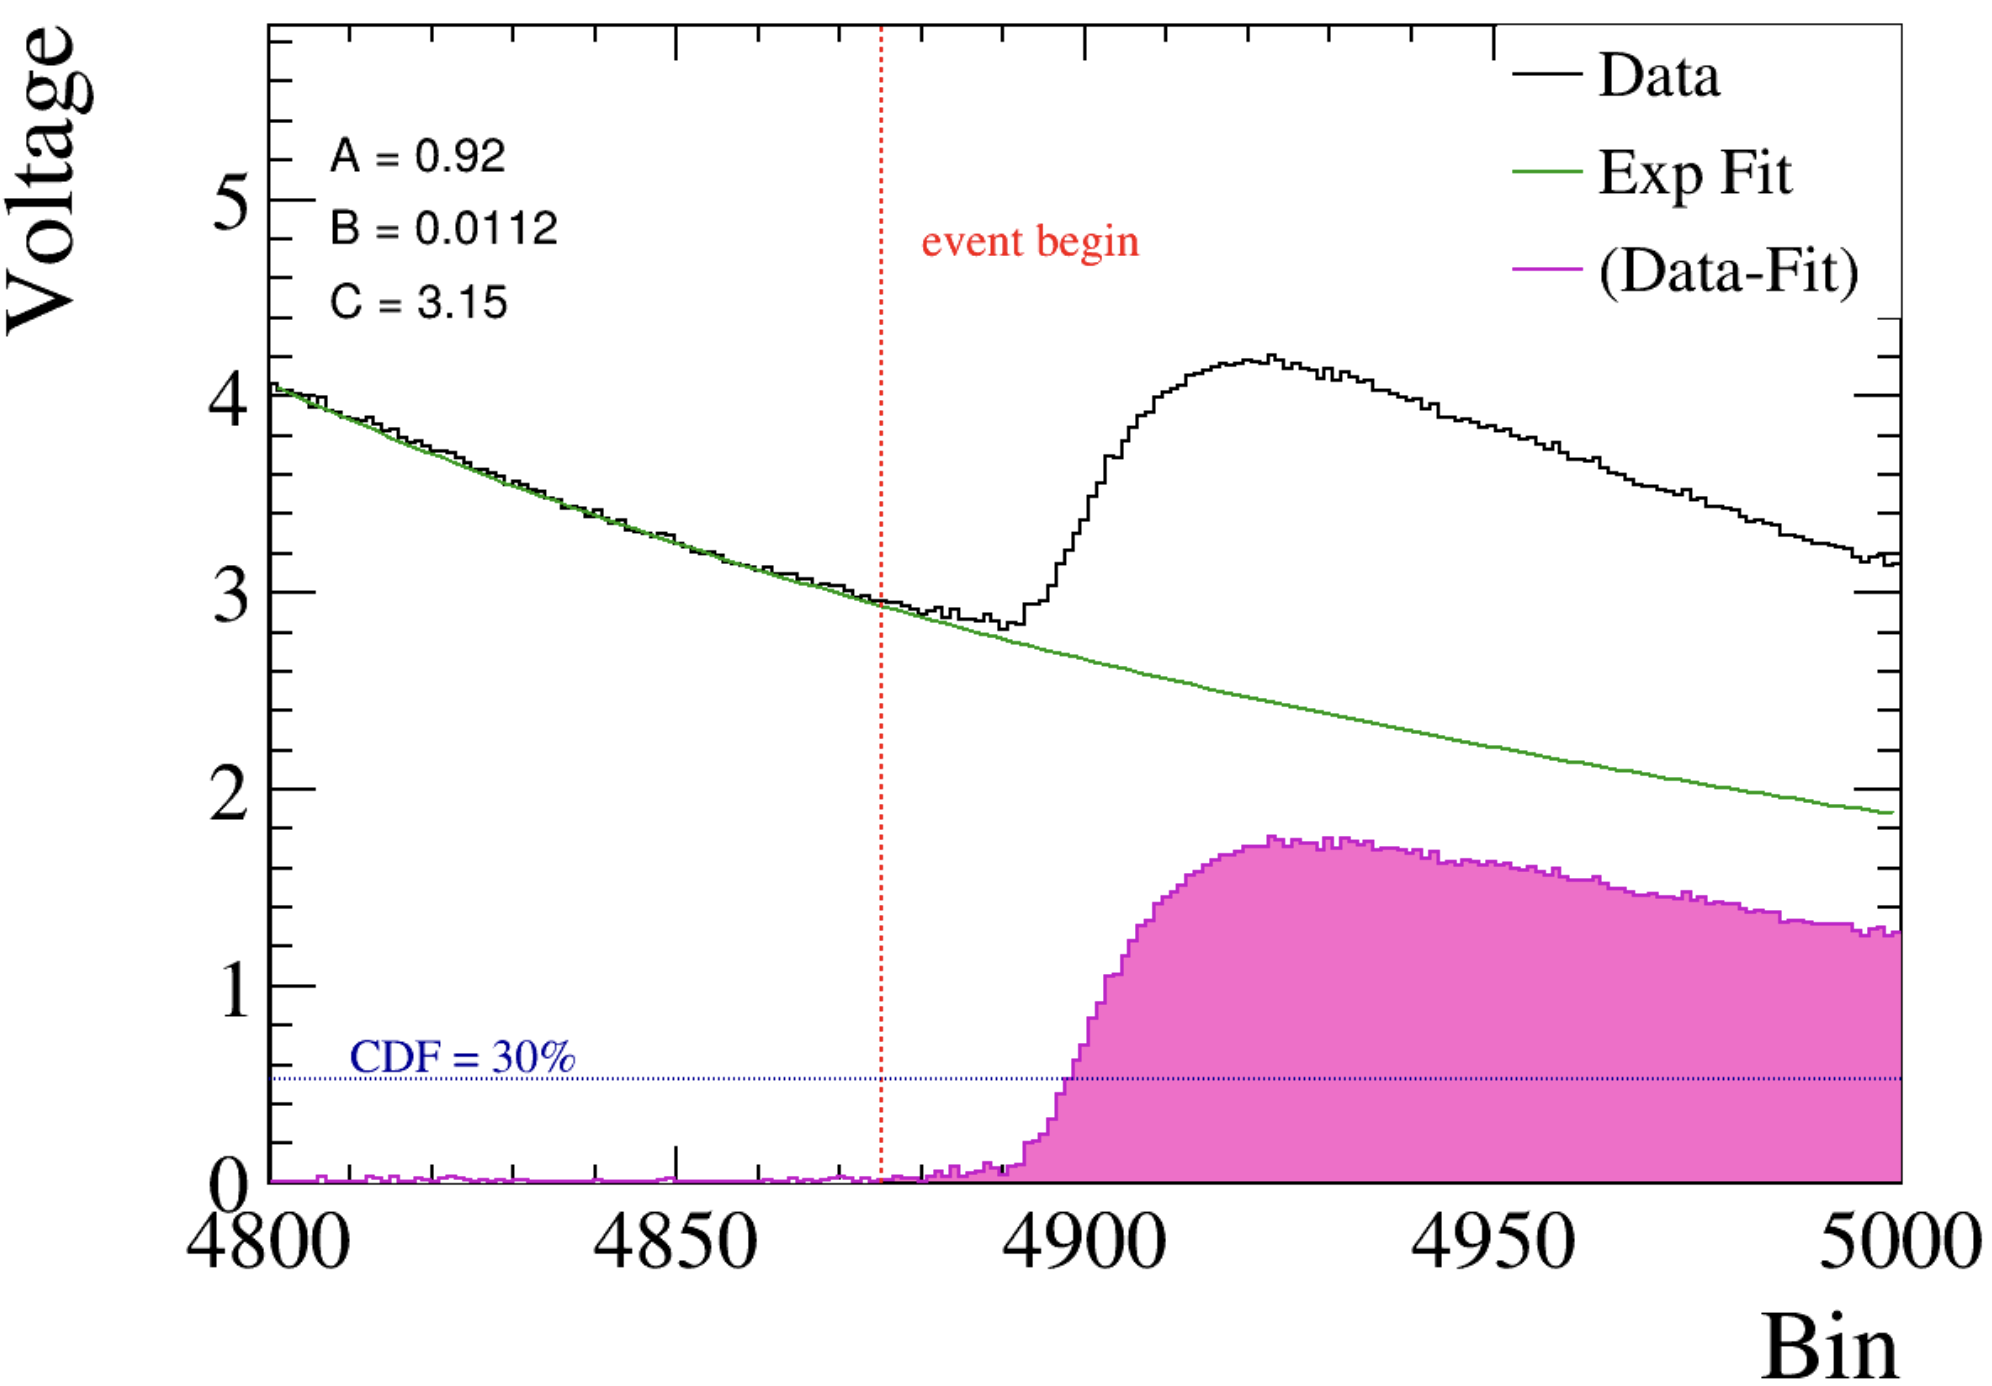 Voltage
Data
Exp Fit
(Data-Fit)
A = 0.92
B = 0.0112
C = 3.15
event begin
5
4
3
2
1
0
CDF = 30%
4800 4850 4900 4950 5000
Bin